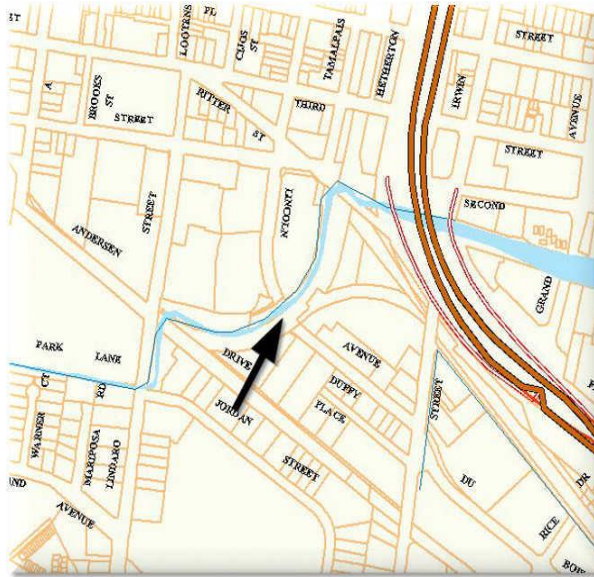 ET
LOOTENS
PL
CIJOS ST
TAMALPAIS
HETHERTON
STREET
IRWIN
AVENUE
A
BROOKS ST
STREET
RITTER
ST
THIRD
STREET
SECOND
LINCOLN
STREET
ANDERSEN
GRAND
PARK LANE
CT
RD
DRIVE
AVENUE
DUFFY
PLACE
JORDAN
STREET
STREET
WARNER
MARIPOSA
LINDARO
AVENUE
DU
DR
RICE